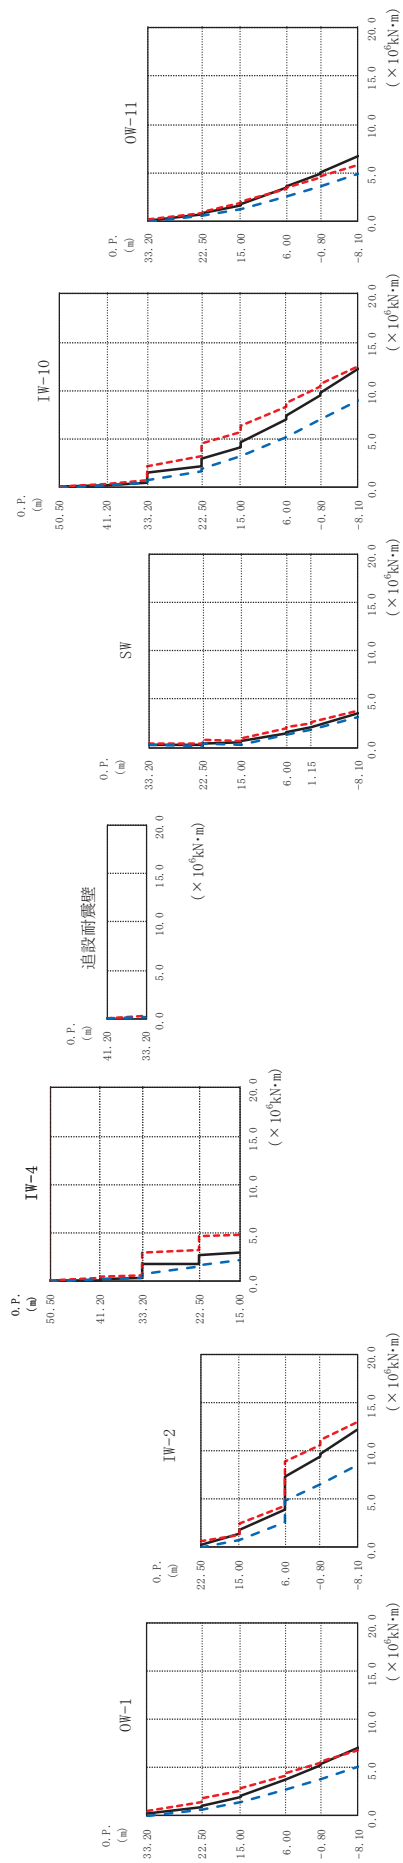 OW-11
O.P.
(m)
33.20
22.50
15.00
6.00
-0.80
-8.10
0.0
5.0
10.0
15.0
20.0
(×10⁶kN･m)
IW-10
O.P.
(m)
50.50
41.20
33.20
22.50
15.00
6.00
-0.80
-8.10
0.0
5.0
10.0
15.0
20.0
(×10⁶kN･m)
SW
O.P.
(m)
33.20
22.50
15.00
6.00
1.15
-8.10
0.0
5.0
10.0
15.0
20.0
(×10⁶kN･m)
追設耐震壁
O.P.
(m)
41.20
33.20
0.0
5.0
10.0
15.0
20.0
(×10⁶kN･m)
IW-4
O.P.
(m)
50.50
41.20
33.20
22.50
15.00
0.0
5.0
10.0
15.0
20.0
(×10⁶kN･m)
IW-2
O.P.
(m)
22.50
15.00
6.00
-0.80
-8.10
0.0
5.0
10.0
15.0
20.0
(×10⁶kN･m)
OW-1
O.P.
(m)
33.20
22.50
15.00
6.00
-0.80
-8.10
0.0
5.0
10.0
15.0
20.0
(×10⁶kN･m)